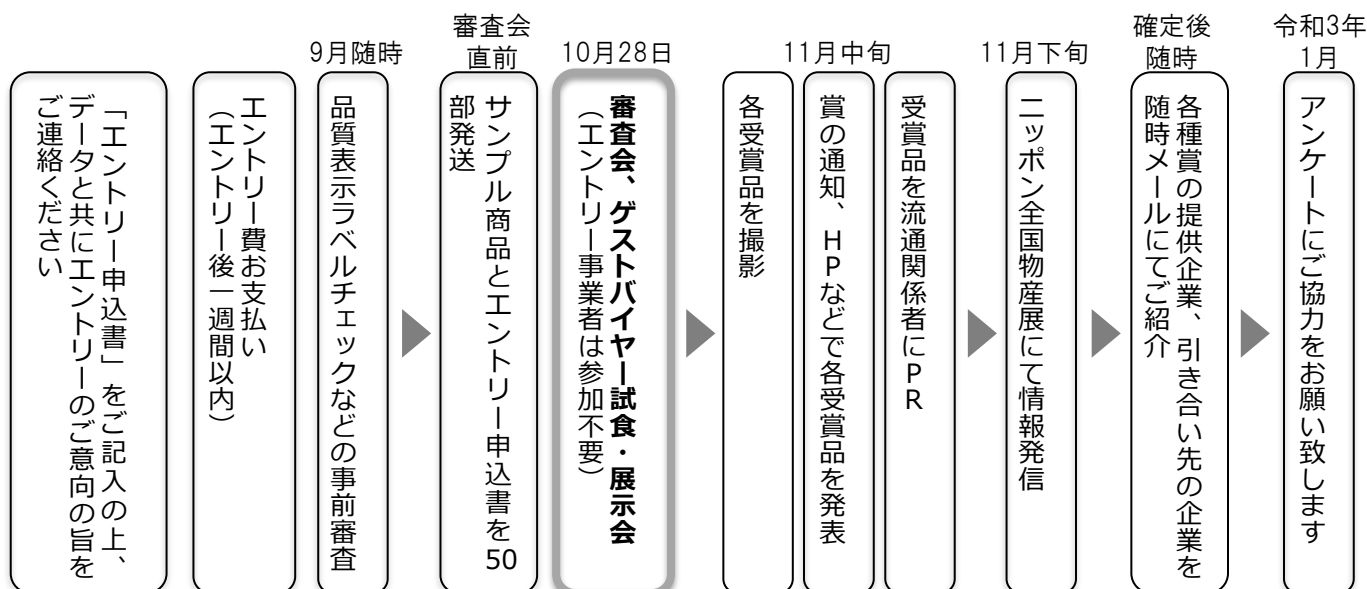 「エントリー申込書」をご記入の上、
データと共にエントリーのご意向の旨を
ご連絡ください
エントリー費お支払い
（エントリー後一週間以内）
9月随時
品質表示ラベルチェックなどの事前審査
審査会
直前
サンプル商品とエントリー申込書を50
部発送
10月28日
審査会、ゲストバイヤー試食・展示会
（エントリー事業者は参加不要）
11月中旬
各受賞品を撮影
賞の通知、HPなどで各受賞品を発表
受賞品を流通関係者にPR
11月下旬
ニッポン全国物産展にて情報発信
確定後
随時
各種賞の提供企業、引き合い先の企業を
随時メールにてご紹介
令和3年
1月
アンケートにご協力をお願い致します